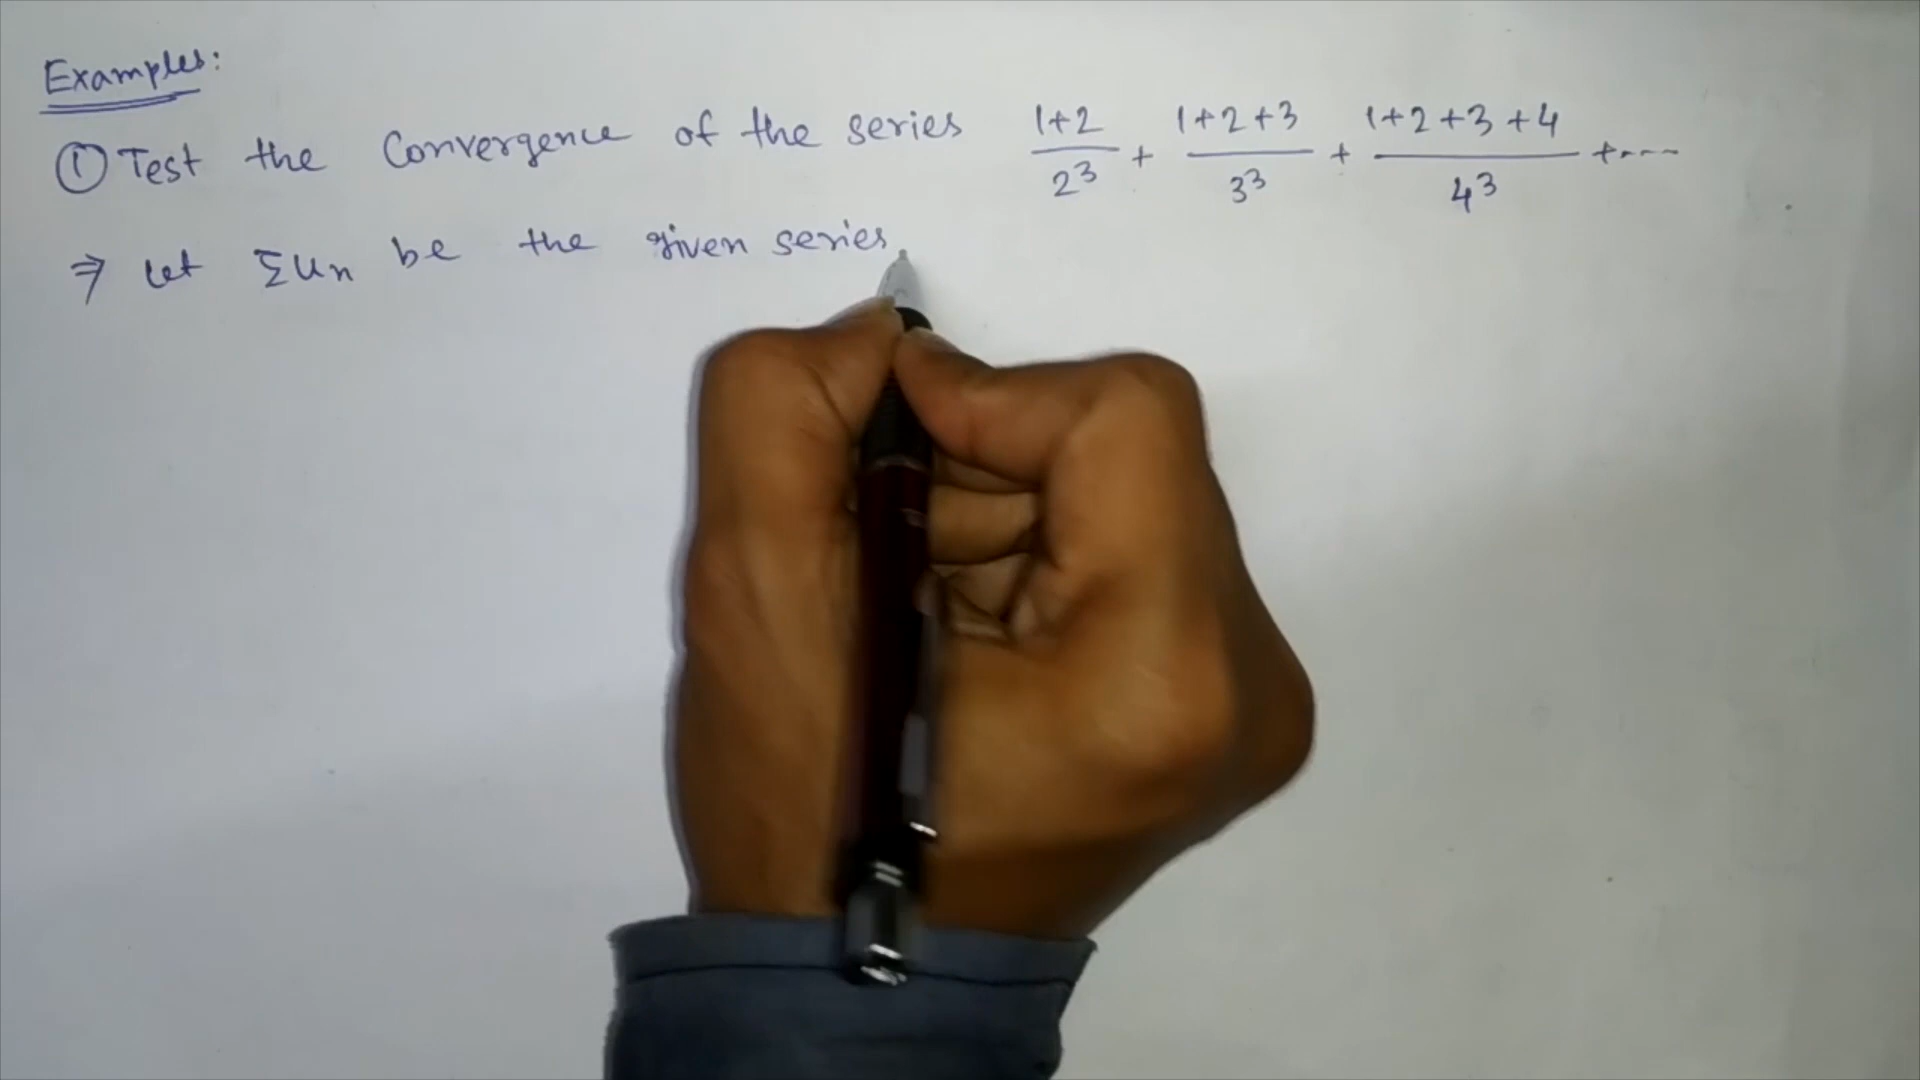 Examples:
① Test the Convergence of the series (1+2)/2³ + (1+2+3)/3³ + (1+2+3+4)/4³ + ----
⇒ Let ΣUn be the given series.